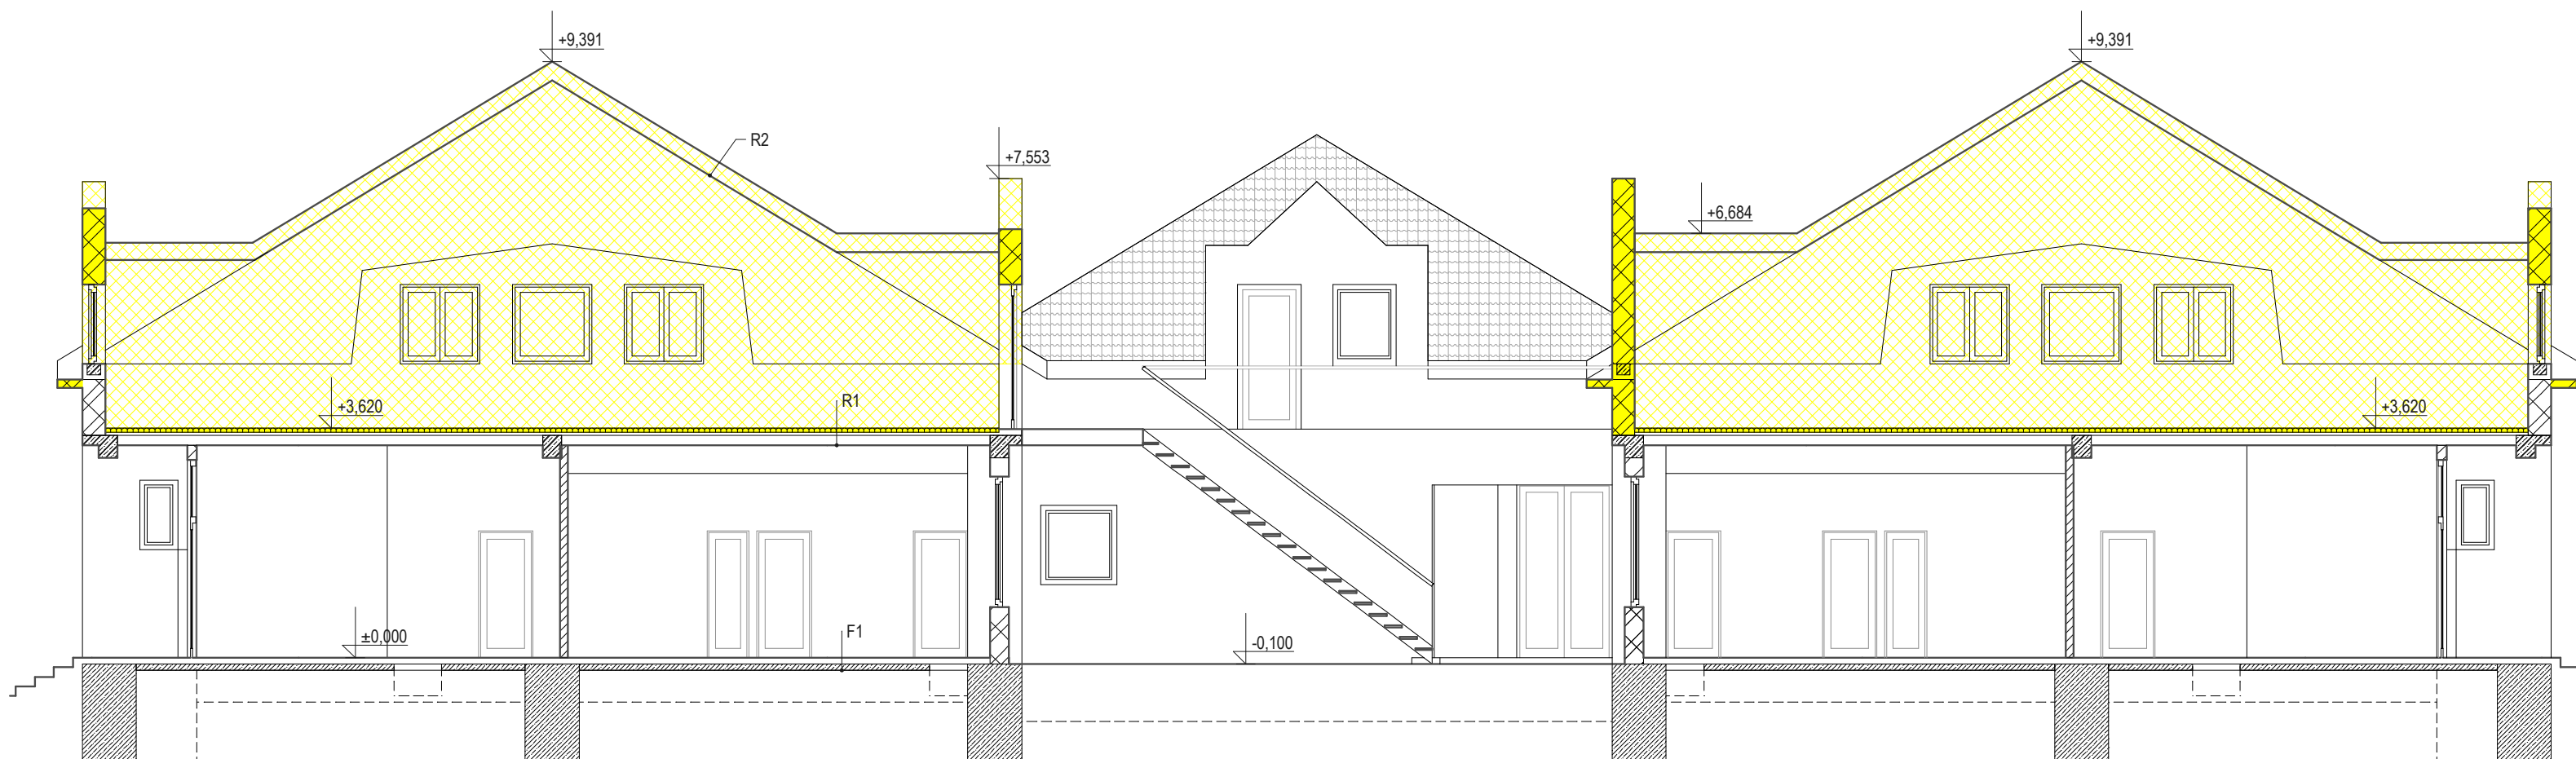 +9,391
+9,391
R2
+7,553
+6,684
+3,620
R1
+3,620
±0,000
F1
-0,100